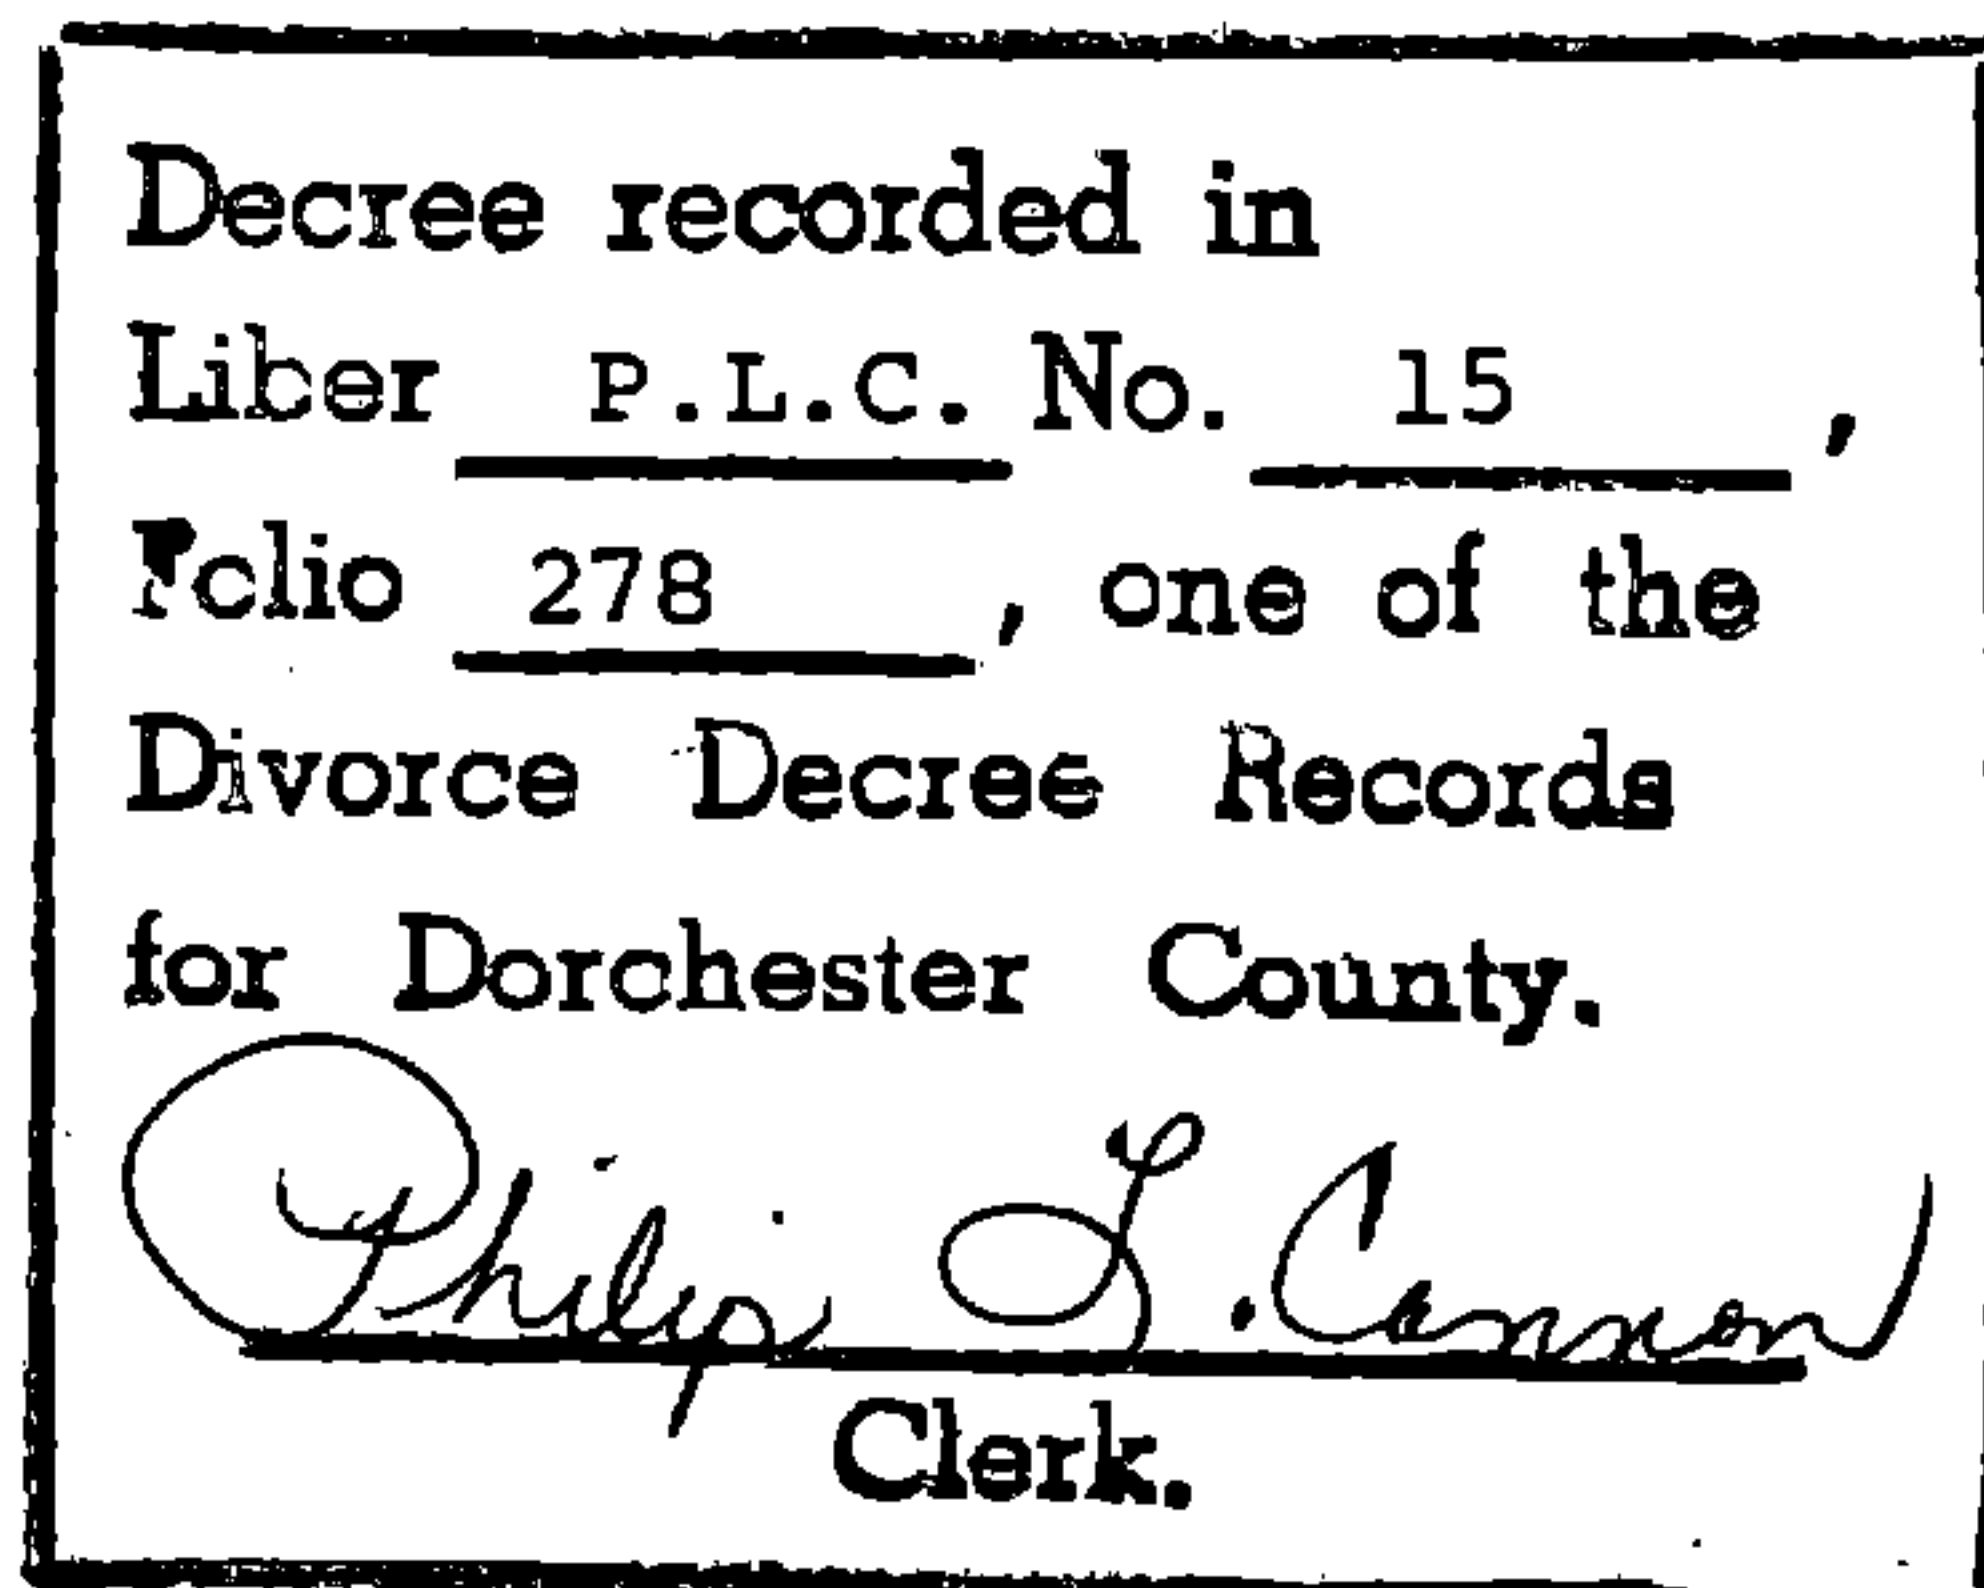 Decree recorded in
Liber P.L.C. No. 15 ,
Folio 278 , one of the
Divorce Decree Records
for Dorchester County.
Philip L. Cannon
Clerk.